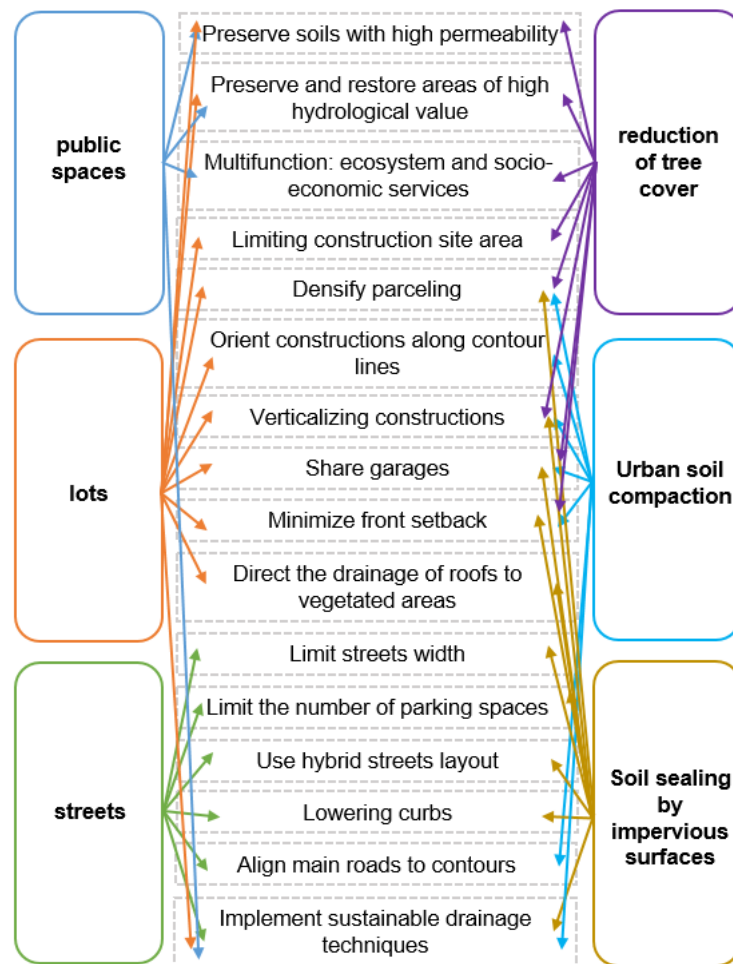 public
spaces
lots
streets
Preserve soils with high permeability
Preserve and restore areas of high
hydrological value
Multifunction: ecosystem and socio-
economic services
Limiting construction site area
Densify parceling
Orient constructions along contour
lines
Verticalizing constructions
Share garages
Minimize front setback
Direct the drainage of roofs to
vegetated areas
Limit streets width
Limit the number of parking spaces
Use hybrid streets layout
Lowering curbs
Align main roads to contours
Implement sustainable drainage
techniques
reduction
of tree
cover
Urban soil
compaction
Soil sealing
by
impervious
surfaces